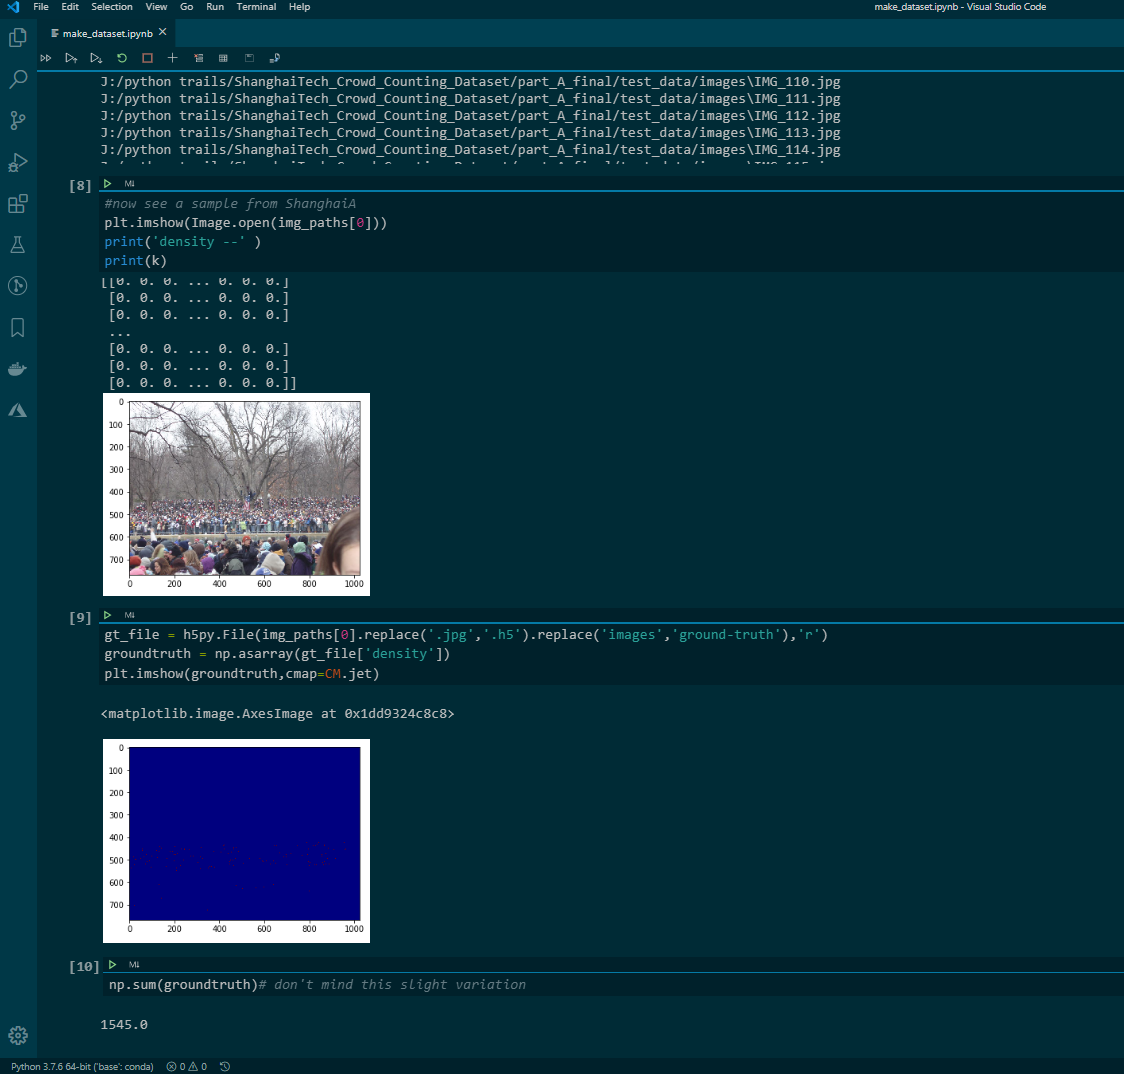 File Edit Selection View Go Run Terminal Help
make_dataset.ipynb - Visual Studio Code
make_dataset.ipynb
J:/python trails/ShanghaiTech_Crowd_Counting_Dataset/part_A_final/test_data/images\IMG_110.jpg
J:/python trails/ShanghaiTech_Crowd_Counting_Dataset/part_A_final/test_data/images\IMG_111.jpg
J:/python trails/ShanghaiTech_Crowd_Counting_Dataset/part_A_final/test_data/images\IMG_112.jpg
J:/python trails/ShanghaiTech_Crowd_Counting_Dataset/part_A_final/test_data/images\IMG_113.jpg
J:/python trails/ShanghaiTech_Crowd_Counting_Dataset/part_A_final/test_data/images\IMG_114.jpg
[8] M↓
#now see a sample from ShanghaiA
plt.imshow(Image.open(img_paths[0]))
print('density --' )
print(k)
[[0. 0. 0. ... 0. 0. 0.]
[0. 0. 0. ... 0. 0. 0.]
[0. 0. 0. ... 0. 0. 0.]
...
[0. 0. 0. ... 0. 0. 0.]
[0. 0. 0. ... 0. 0. 0.]
[0. 0. 0. ... 0. 0. 0.]]
0
100
200
300
400
500
600
700
0 200 400 600 800 1000
[9] M↓
gt_file = h5py.File(img_paths[0].replace('.jpg','.h5').replace('images','ground-truth'),'r')
groundtruth = np.asarray(gt_file['density'])
plt.imshow(groundtruth,cmap=CM.jet)
<matplotlib.image.AxesImage at 0x1dd9324c8c8>
0
100
200
300
400
500
600
700
0 200 400 600 800 1000
[10] M↓
np.sum(groundtruth)# don't mind this slight variation
1545.0
Python 3.7.6 64-bit ('base': conda) 0 0